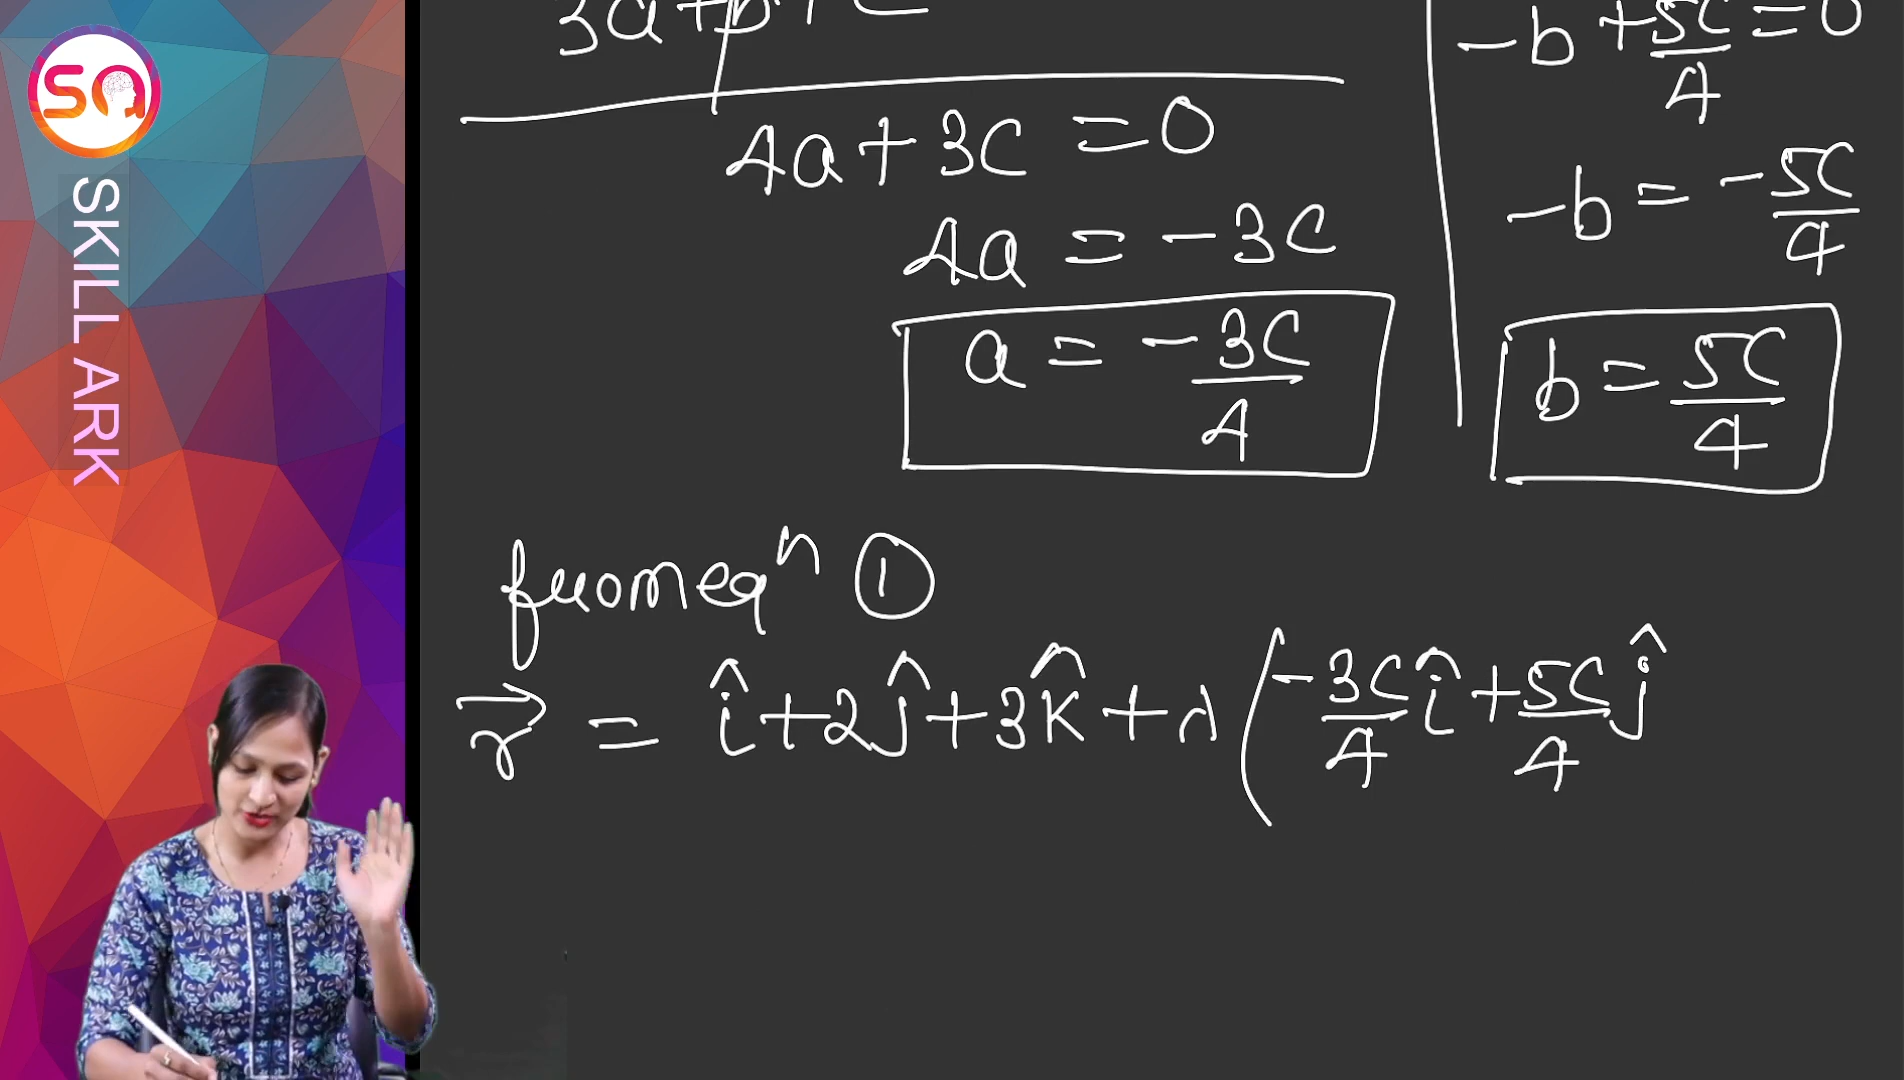 SKILL ARK
3a+b+c
4a+3c =0
4a = -3c
a = -3c/4
-b +5c/4 =0
-b = -5c/4
b = 5c/4
from eqⁿ ①
r⃗ = î+2ĵ+3k̂+λ(-3c/4 î+5c/4 ĵ